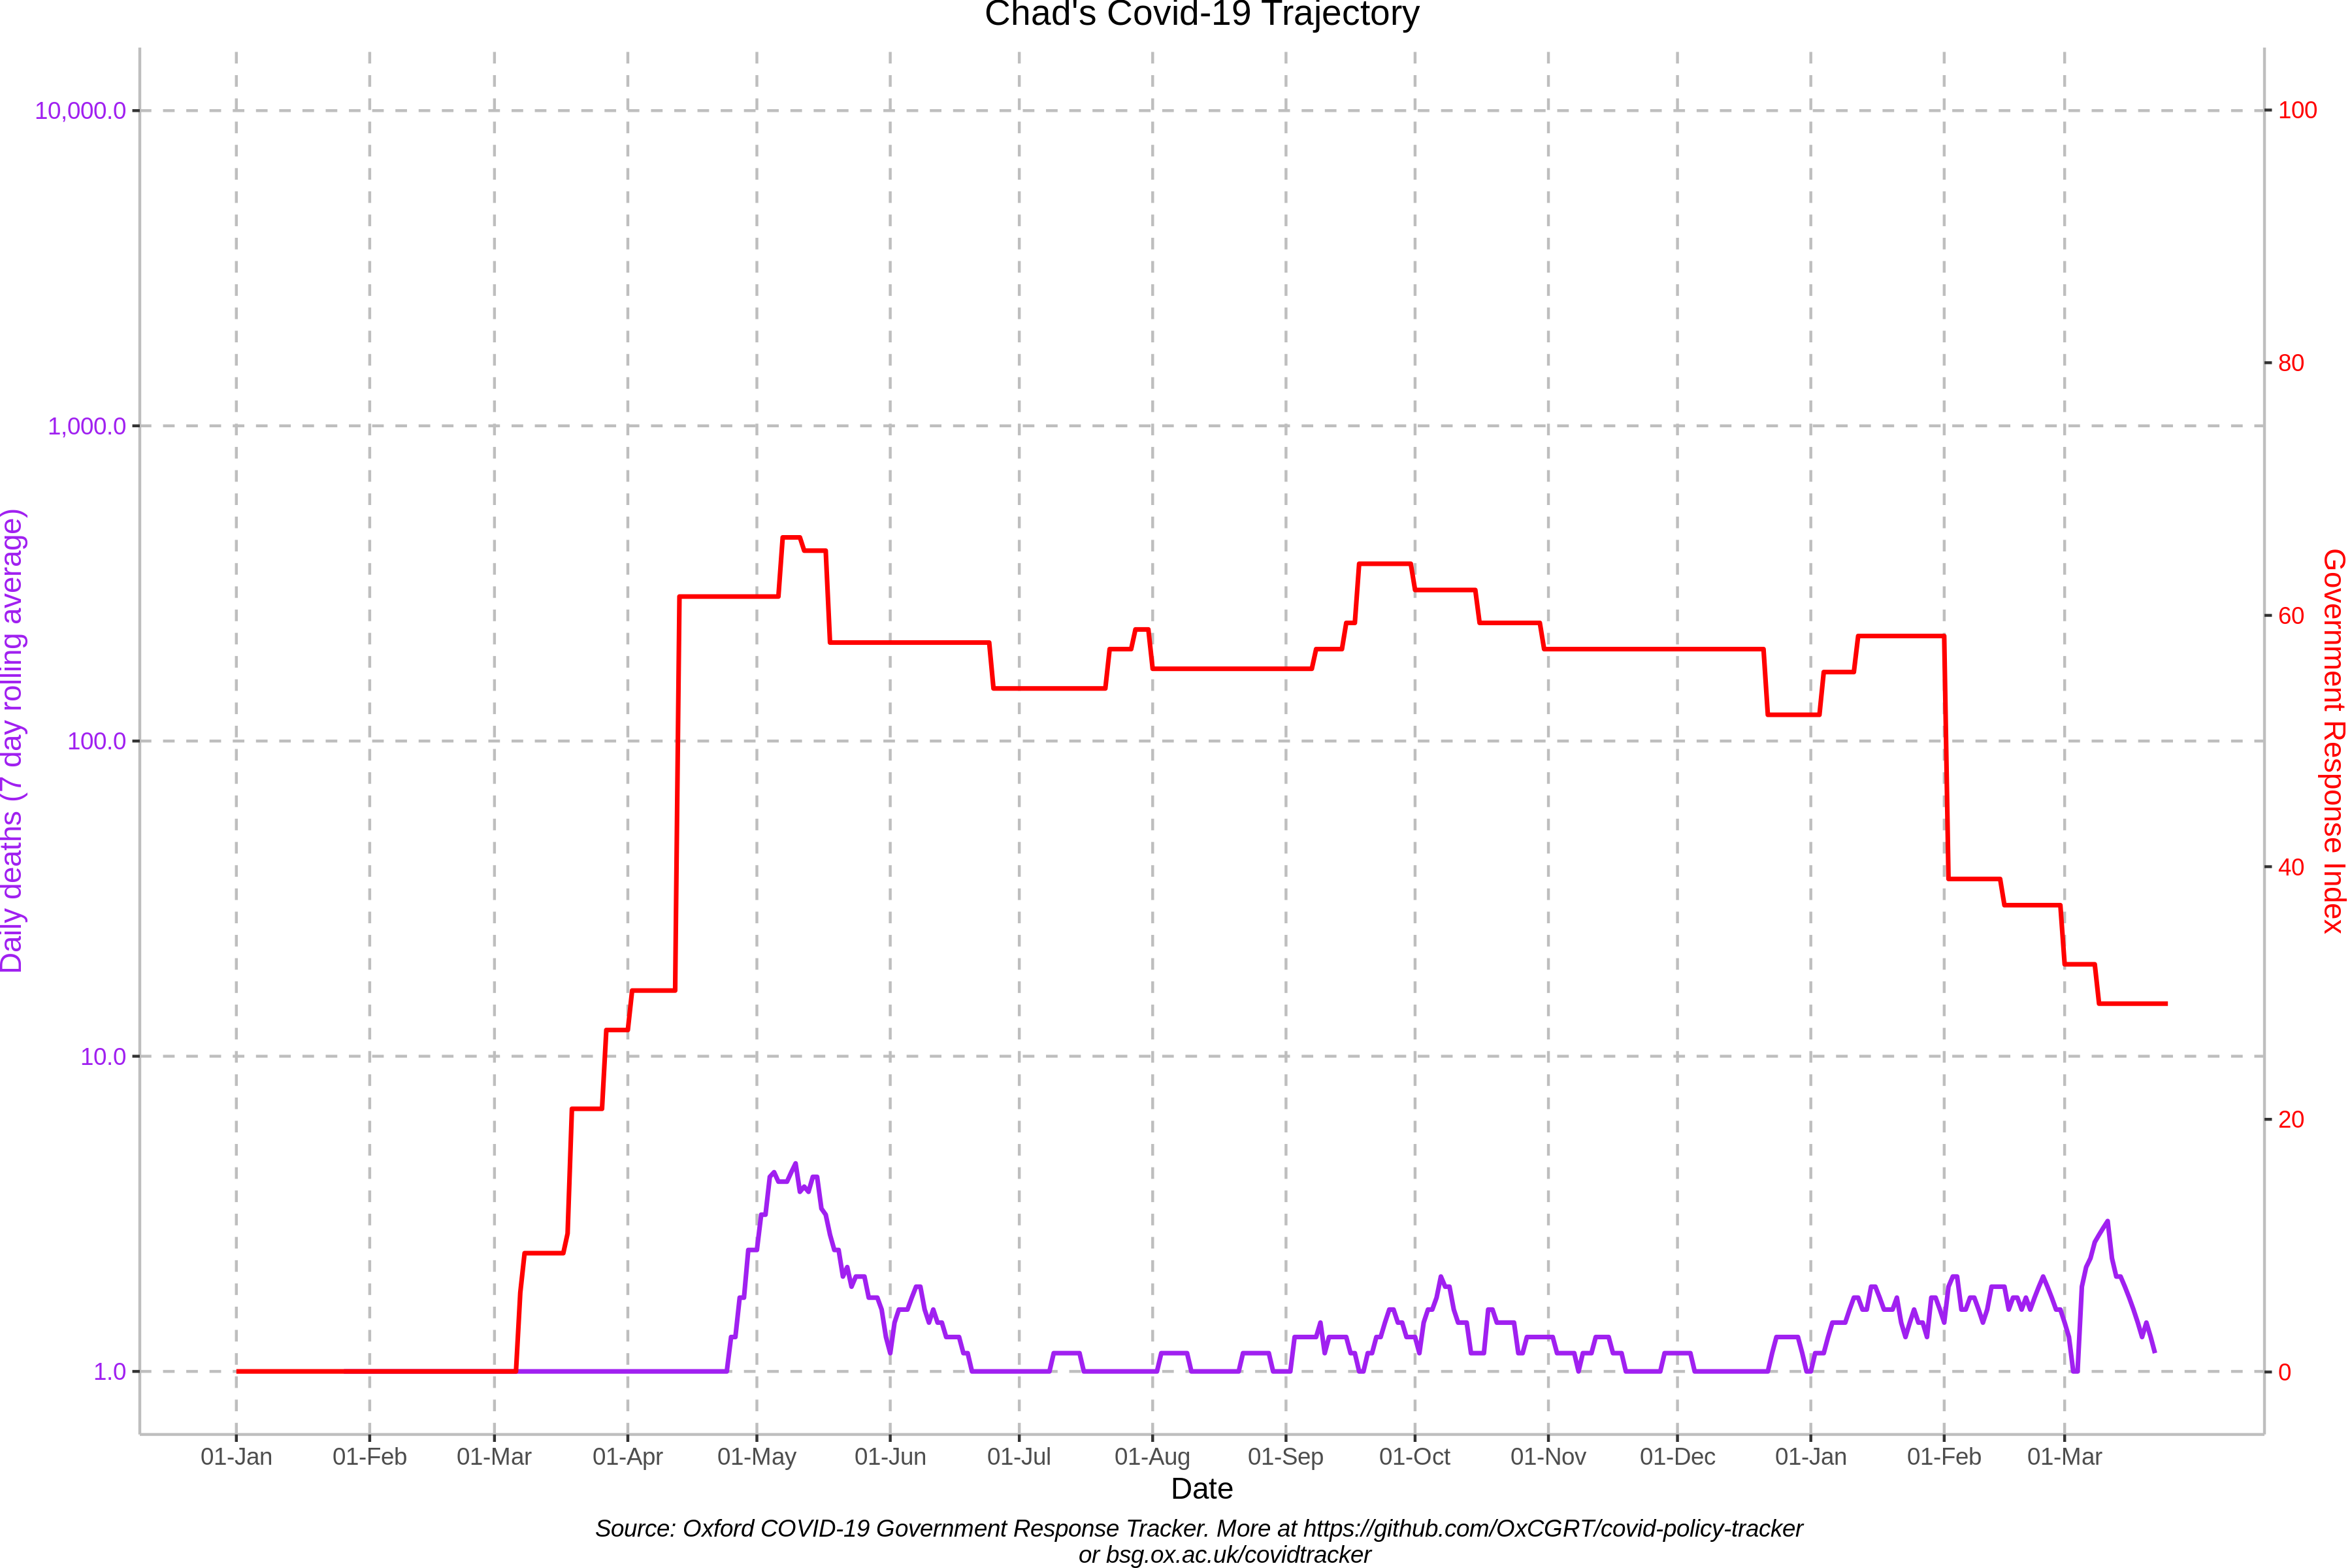 Chad's Covid-19 Trajectory
10,000.0
1,000.0
100.0
10.0
1.0
Daily deaths (7 day rolling average)
100
80
60
40
20
0
Government Response Index
01-Jan 01-Feb 01-Mar 01-Apr 01-May 01-Jun 01-Jul 01-Aug 01-Sep 01-Oct 01-Nov 01-Dec 01-Jan 01-Feb 01-Mar
Date
Source: Oxford COVID-19 Government Response Tracker. More at https://github.com/OxCGRT/covid-policy-tracker
or bsg.ox.ac.uk/covidtracker